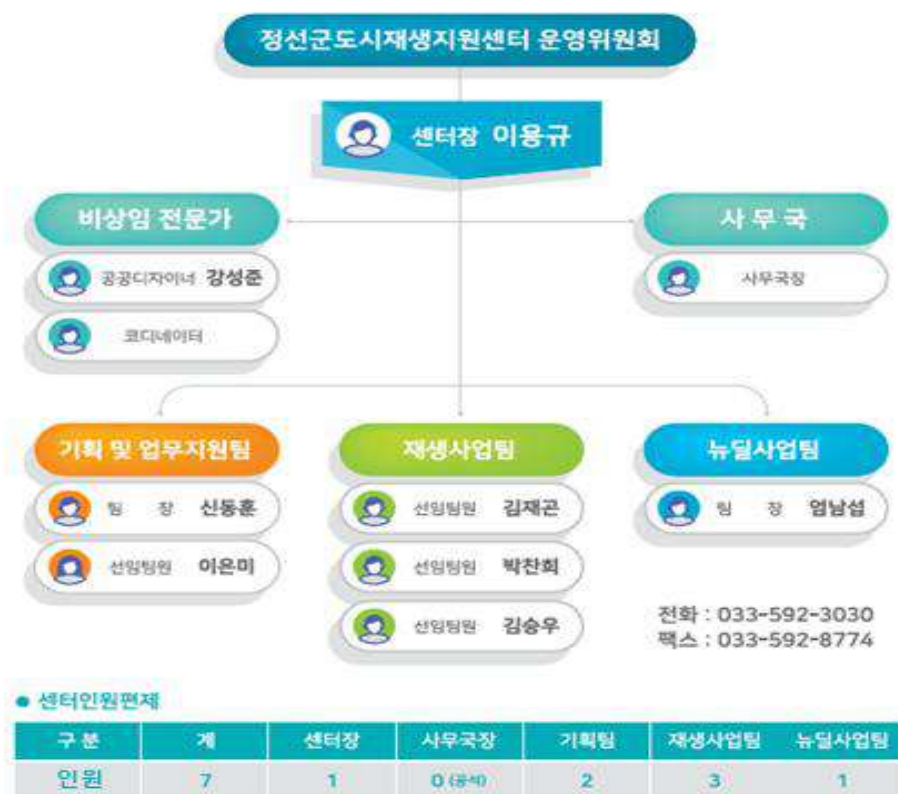 정선군도시재생지원센터 운영위원회
센터장 이용규
비상임 전문가
공공디자이너 강성준
코디네이터
사 무 국
사무국장
기획 및 업무지원팀
팀 장 신동훈
선임팀원 이은미
재생사업팀
선임팀원 김재곤
선임팀원 박찬희
선임팀원 김승우
뉴딜사업팀
팀 장 엄남섭
전화 : 033-592-3030
팩스 : 033-592-8774
● 센터인원편제
구 분 계 센터장 사무국장 기획팀 재생사업팀 뉴딜사업팀
인원 7 1 0 (공석) 2 3 1